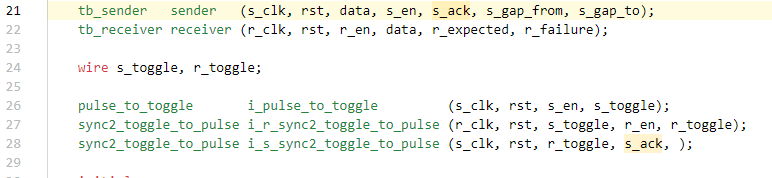 21 tb_sender   sender   (s_clk, rst, data, s_en, s_ack, s_gap_from, s_gap_to);
22 tb_receiver receiver (r_clk, rst, r_en, data, r_expected, r_failure);
23
24 wire s_toggle, r_toggle;
25
26 pulse_to_toggle       i_pulse_to_toggle         (s_clk, rst, s_en, s_toggle);
27 sync2_toggle_to_pulse i_r_sync2_toggle_to_pulse (r_clk, rst, s_toggle, r_en, r_toggle);
28 sync2_toggle_to_pulse i_s_sync2_toggle_to_pulse (s_clk, rst, r_toggle, s_ack, );
29